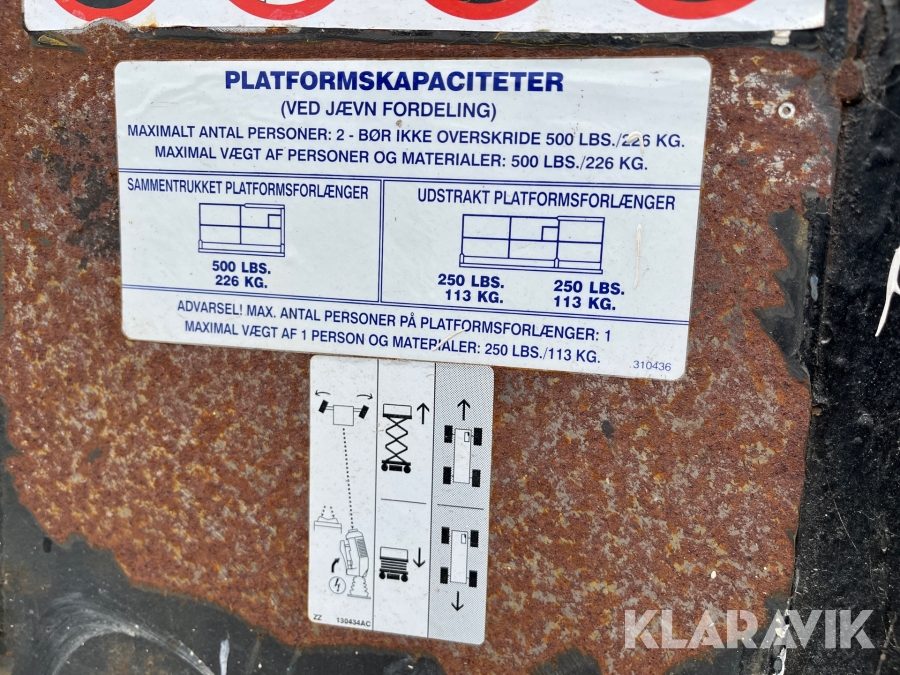 PLATFORMSKAPACITETER
(VED JÆVN FORDELING)
MAXIMALT ANTAL PERSONER: 2 - BØR IKKE OVERSKRIDE 500 LBS./226 KG.
MAXIMAL VÆGT AF PERSONER OG MATERIALER: 500 LBS./226 KG.
SAMMENTRUKKET PLATFORMSFORLÆNGER
500 LBS.
226 KG.
UDSTRAKT PLATFORMSFORLÆNGER
250 LBS. 250 LBS.
113 KG. 113 KG.
ADVARSEL! MAX. ANTAL PERSONER PÅ PLATFORMSFORLÆNGER: 1
MAXIMAL VÆGT AF 1 PERSON OG MATERIALER: 250 LBS./113 KG.
310436
ZZ 130434AC
KLARAVIK